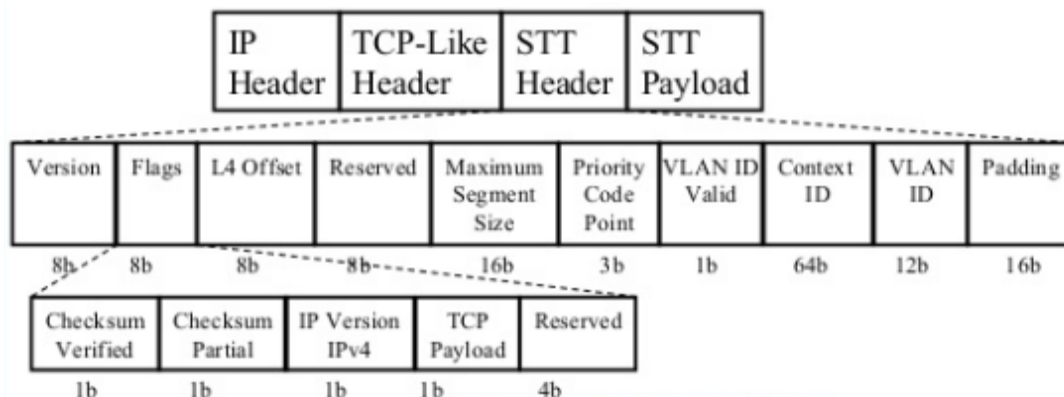 IP Header
TCP-Like Header
STT Header
STT Payload
Version
Flags
L4 Offset
Reserved
Maximum Segment Size
Priority Code Point
VLAN ID Valid
Context ID
VLAN ID
Padding
8b
8b
8b
8b
16b
3b
1b
64b
12b
16b
Checksum Verified
Checksum Partial
IP Version IPv4
TCP Payload
Reserved
1b
1b
1b
1b
4b